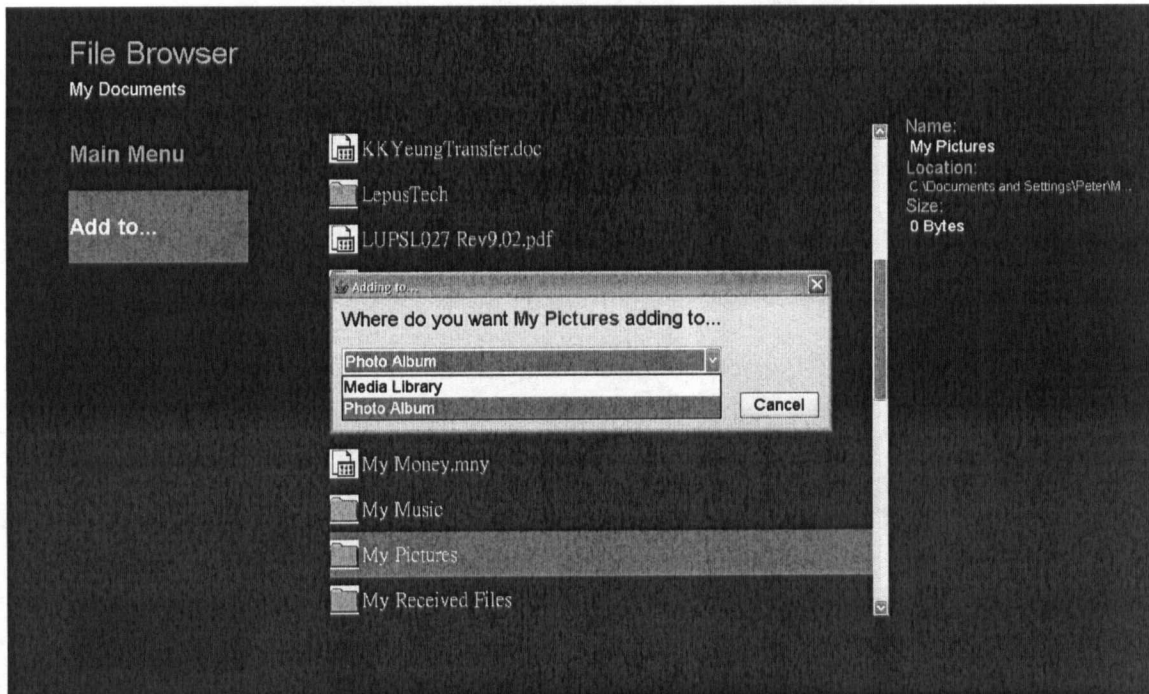 File Browser
My Documents
Main Menu
Add to...
KKYeungTransfer.doc
LepusTech
LUPSL027 Rev9.02.pdf
Adding to...
Where do you want My Pictures adding to...
Photo Album
Media Library
Photo Album
Cancel
My Money.mny
My Music
My Pictures
My Received Files
Name:
My Pictures
Location:
C:\Documents and Settings\Peter\M...
Size:
0 Bytes